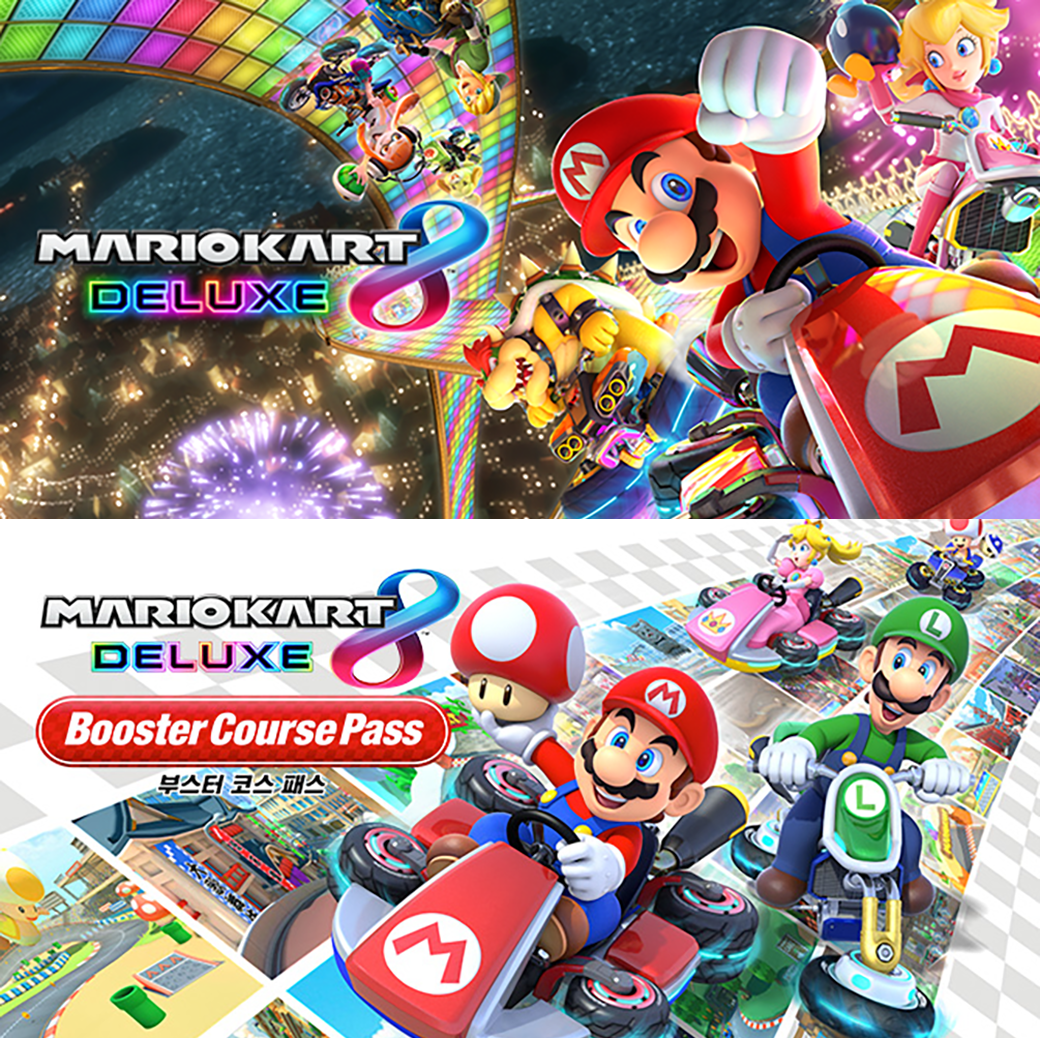 MARIOKART 8
DELUXE
MARIOKART 8
DELUXE
Booster Course Pass
부스터 코스 패스